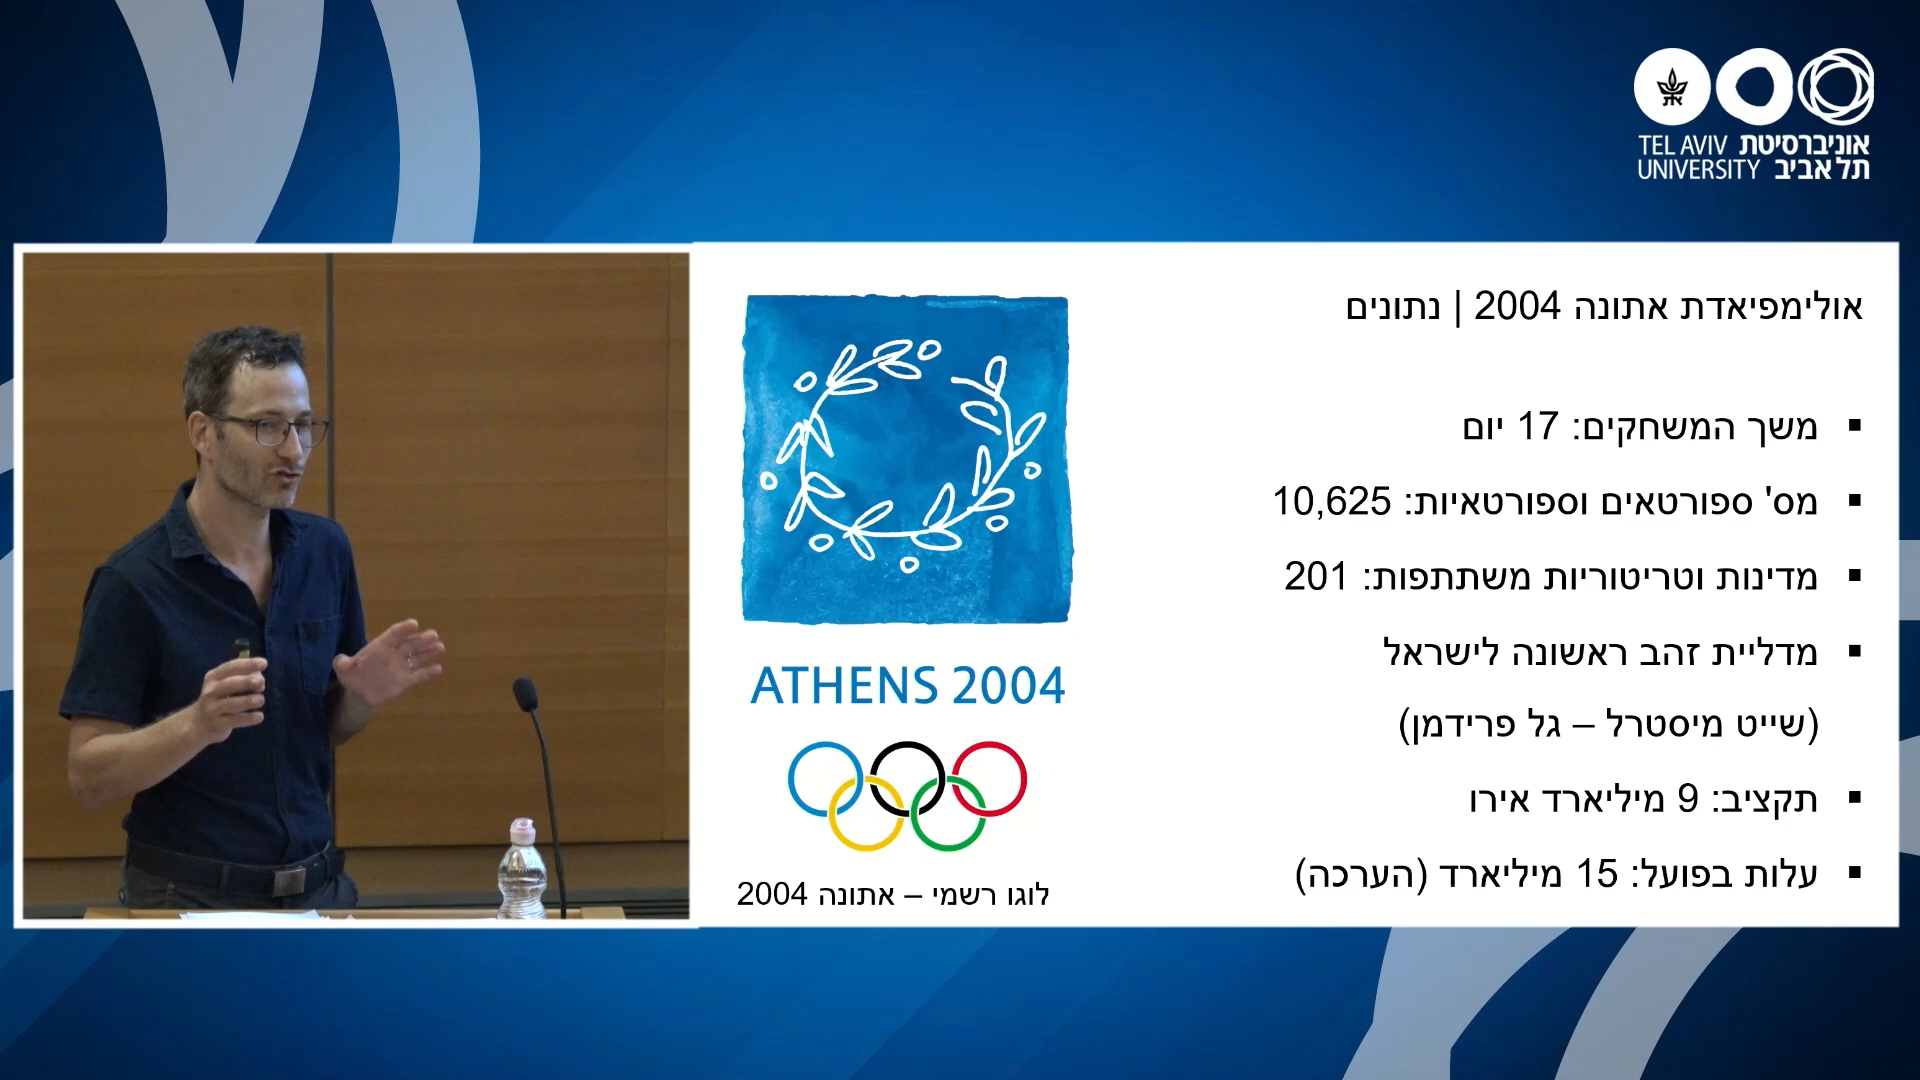 TEL AVIV אוניברסיטת
UNIVERSITY תל אביב
אולימפיאדת אתונה 2004 | נתונים
▪ משך המשחקים: 17 יום
▪ מס' ספורטאים וספורטאיות: 10,625
▪ מדינות וטריטוריות משתתפות: 201
▪ מדליית זהב ראשונה לישראל
(שייט מיסטרל – גל פרידמן)
▪ תקציב: 9 מיליארד אירו
▪ עלות בפועל: 15 מיליארד (הערכה)
ATHENS 2004
לוגו רשמי – אתונה 2004